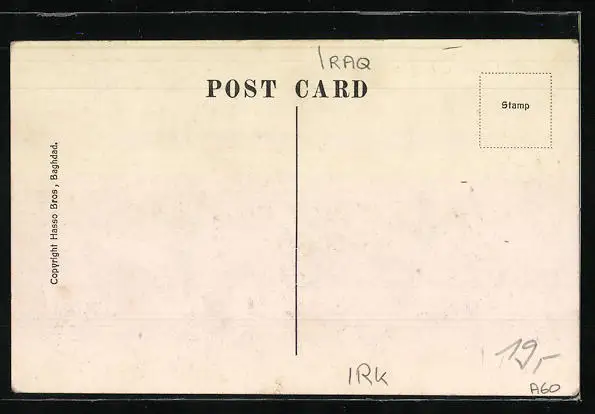 IRAQ
POST CARD
Stamp
Copyright Hasso Bros, Baghdad.
19,-
IRK
A60